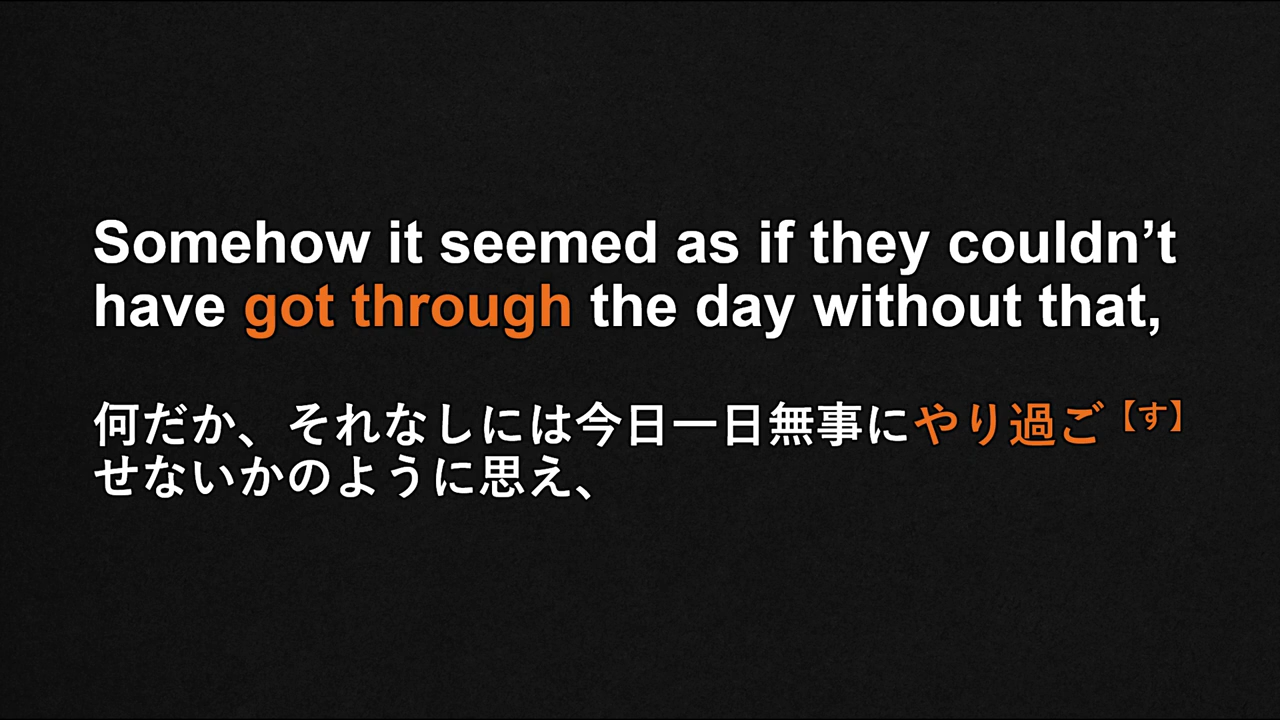 Somehow it seemed as if they couldn’t
have got through the day without that,
何だか、それなしには今日一日無事にやり過ご【す】
せないかのように思え、